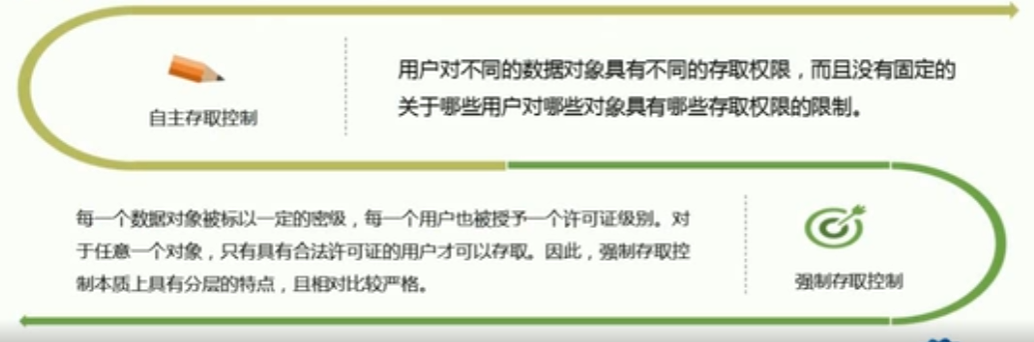 用户对不同的数据对象具有不同的存取权限，而且没有固定的
关于哪些用户对哪些对象具有哪些存取权限的限制。
自主存取控制
每一个数据对象被标以一定的密级，每一个用户也被授予一个许可证级别。对
于任意一个对象，只有具有合法许可证的用户才可以存取。因此，强制存取控
制本质上具有分层的特点，且相对比较严格。
强制存取控制